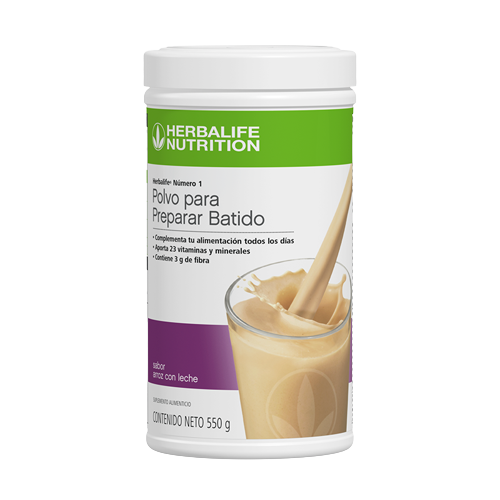 HERBALIFE
NUTRITION
Herbalife® Número 1
Polvo para
Preparar Batido
• Complementa tu alimentación todos los días
• Aporta 23 vitaminas y minerales
• Contiene 3 g de fibra
sabor
arroz con leche
SUPLEMENTO ALIMENTICIO
CONTENIDO NETO 550 g